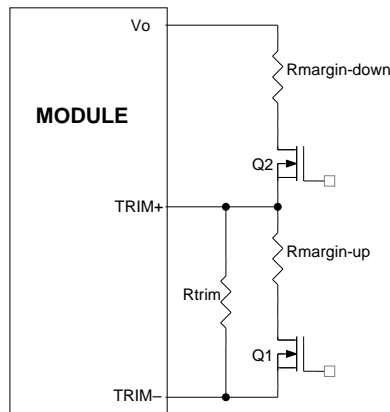 Vo
Rmargin-down
MODULE
Q2
TRIM+
Rmargin-up
Rtrim
Q1
TRIM−